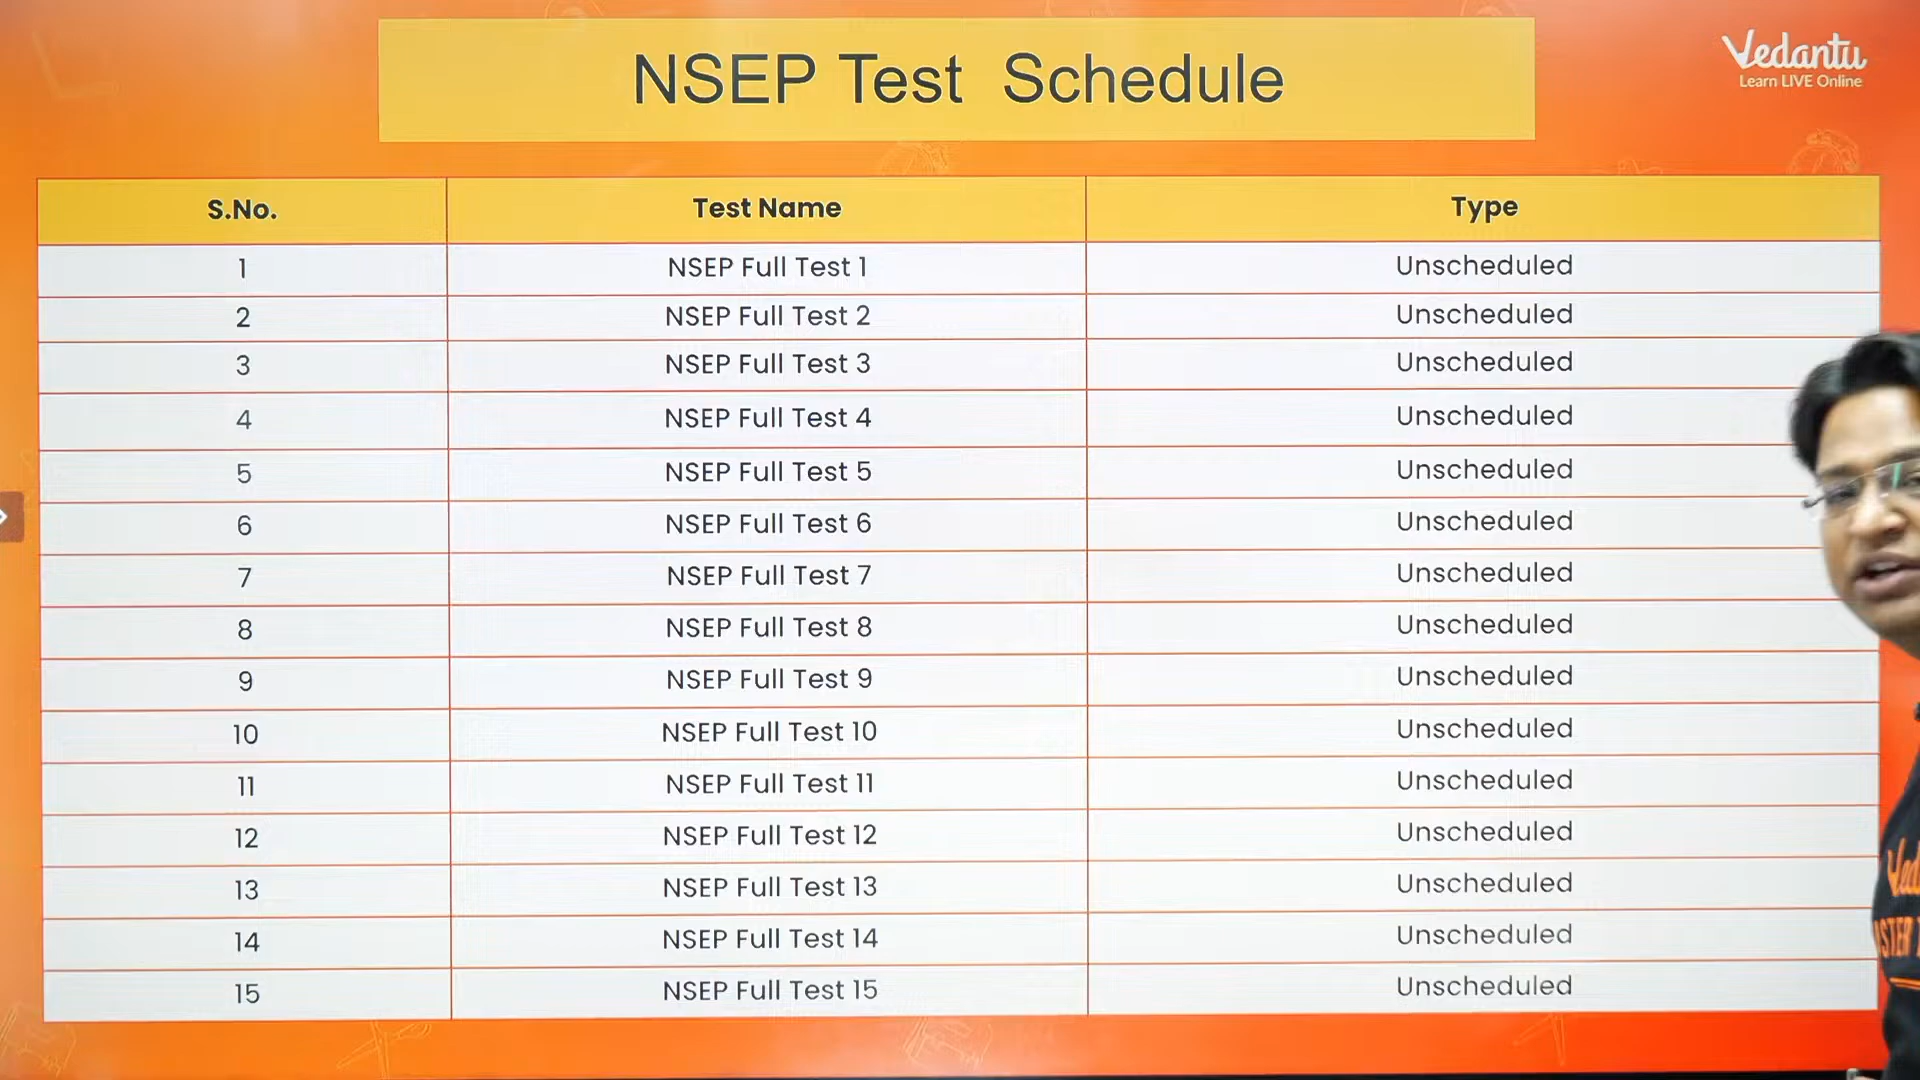 NSEP Test Schedule
Vedantu
Learn LIVE Online
S.No. Test Name Type
1 NSEP Full Test 1 Unscheduled
2 NSEP Full Test 2 Unscheduled
3 NSEP Full Test 3 Unscheduled
4 NSEP Full Test 4 Unscheduled
5 NSEP Full Test 5 Unscheduled
6 NSEP Full Test 6 Unscheduled
7 NSEP Full Test 7 Unscheduled
8 NSEP Full Test 8 Unscheduled
9 NSEP Full Test 9 Unscheduled
10 NSEP Full Test 10 Unscheduled
11 NSEP Full Test 11 Unscheduled
12 NSEP Full Test 12 Unscheduled
13 NSEP Full Test 13 Unscheduled
14 NSEP Full Test 14 Unscheduled
15 NSEP Full Test 15 Unscheduled
Ved
STER